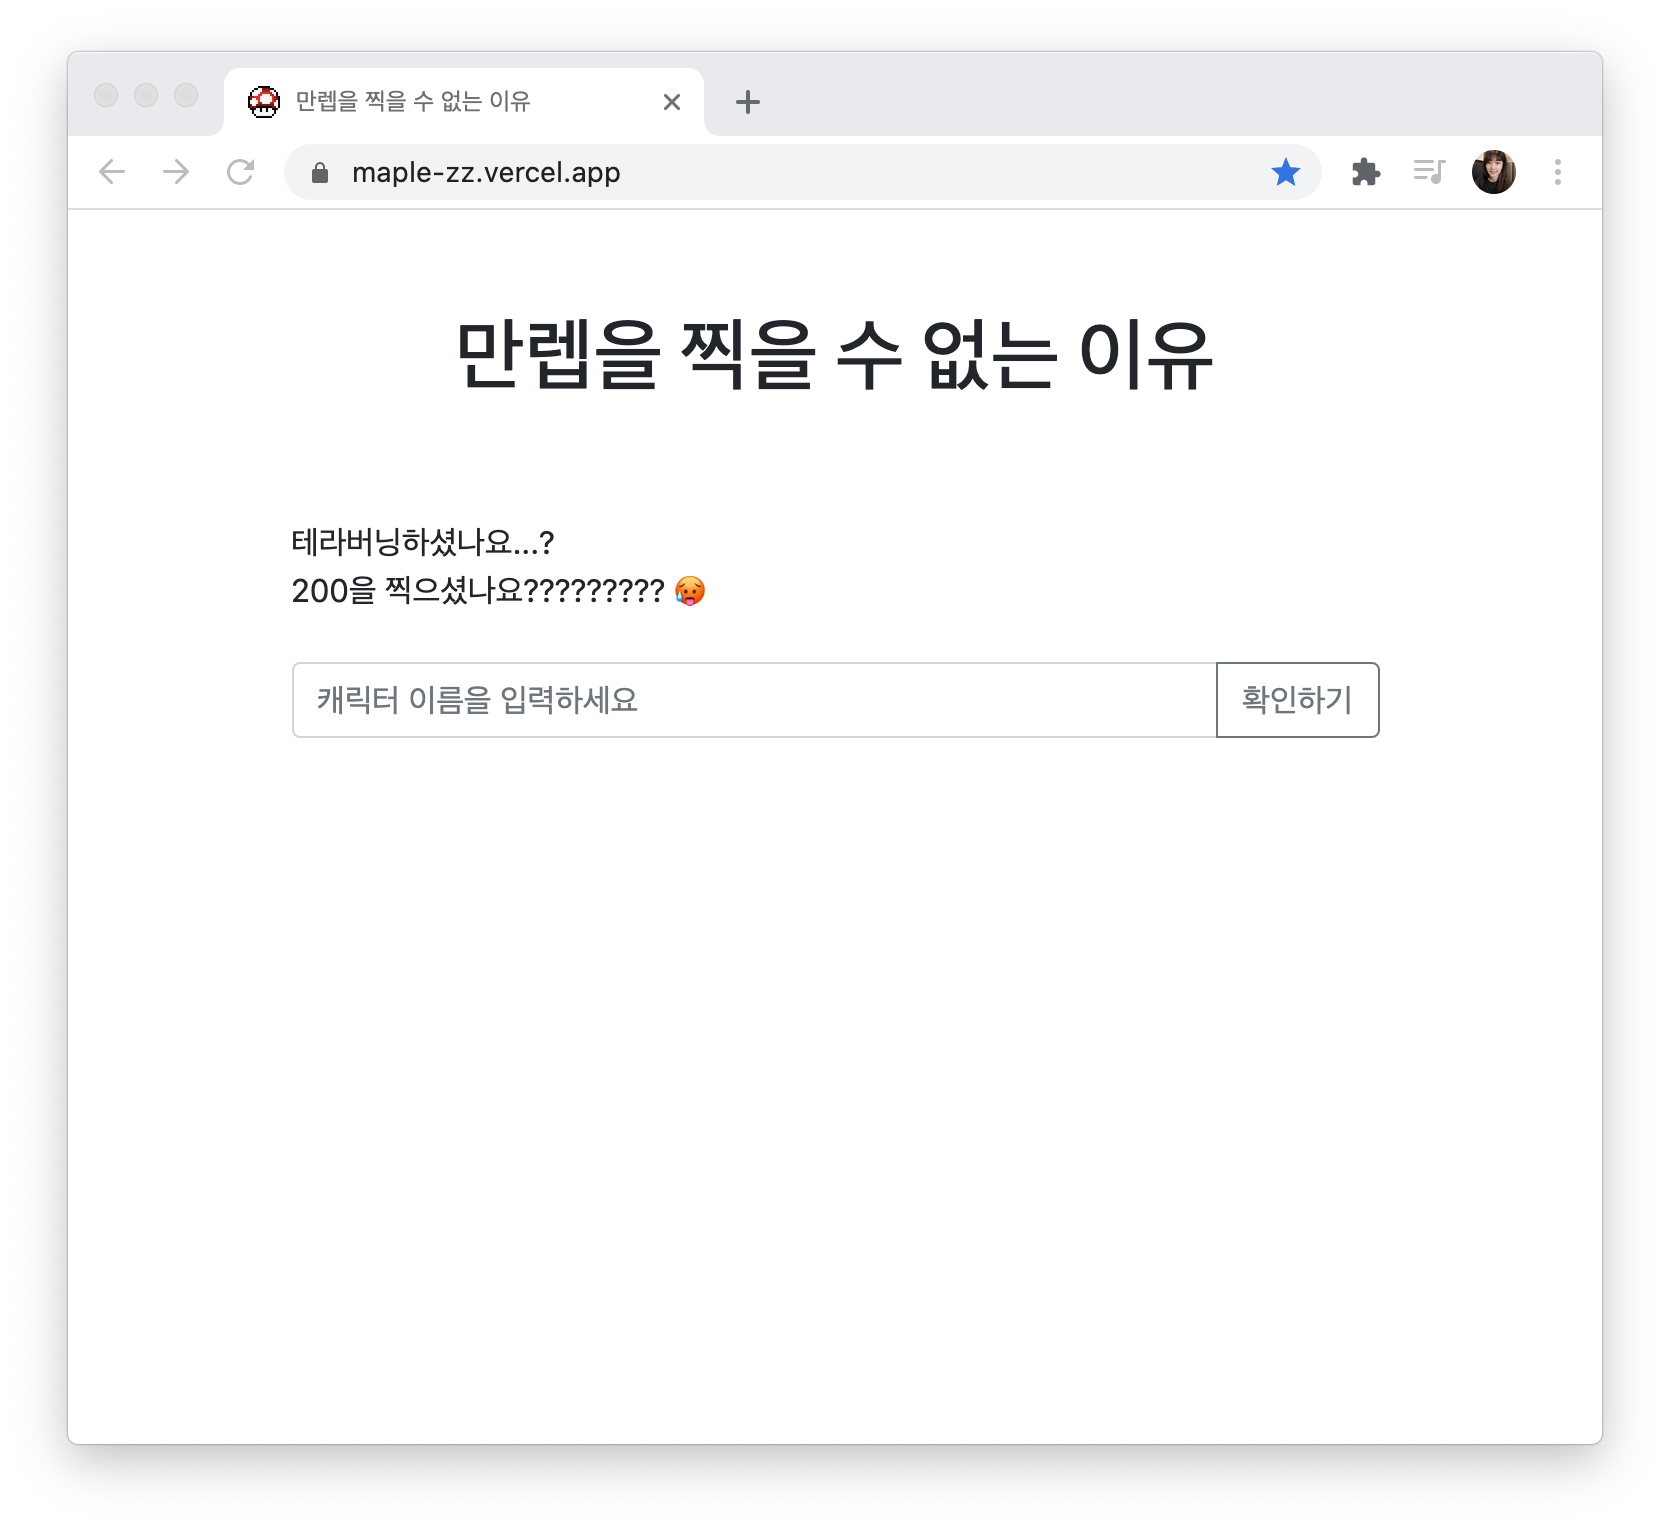 만렙을 찍을 수 없는 이유
maple-zz.vercel.app
만렙을 찍을 수 없는 이유
테라버닝하셨나요...?
200을 찍으셨나요????????? 🥵
캐릭터 이름을 입력하세요
확인하기